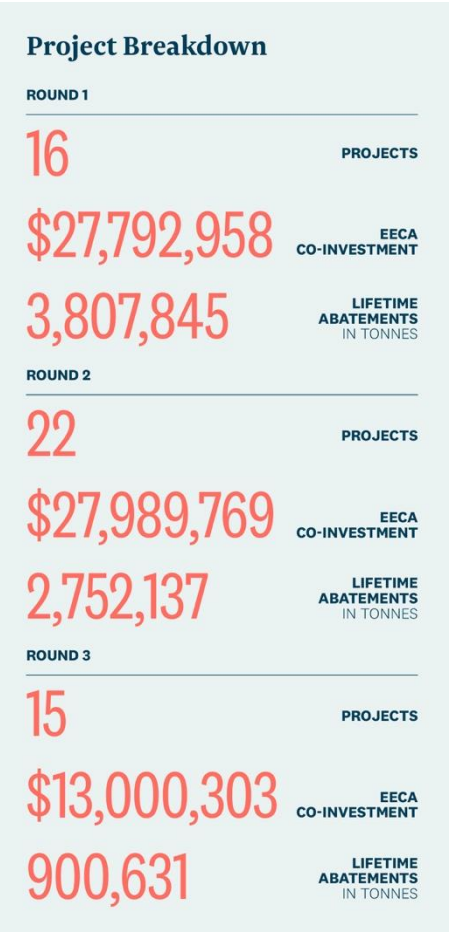 Project Breakdown
ROUND 1
16
PROJECTS
$27,792,958
EECA
CO-INVESTMENT
3,807,845
LIFETIME
ABATEMENTS
IN TONNES
ROUND 2
22
PROJECTS
$27,989,769
EECA
CO-INVESTMENT
2,752,137
LIFETIME
ABATEMENTS
IN TONNES
ROUND 3
15
PROJECTS
$13,000,303
EECA
CO-INVESTMENT
900,631
LIFETIME
ABATEMENTS
IN TONNES